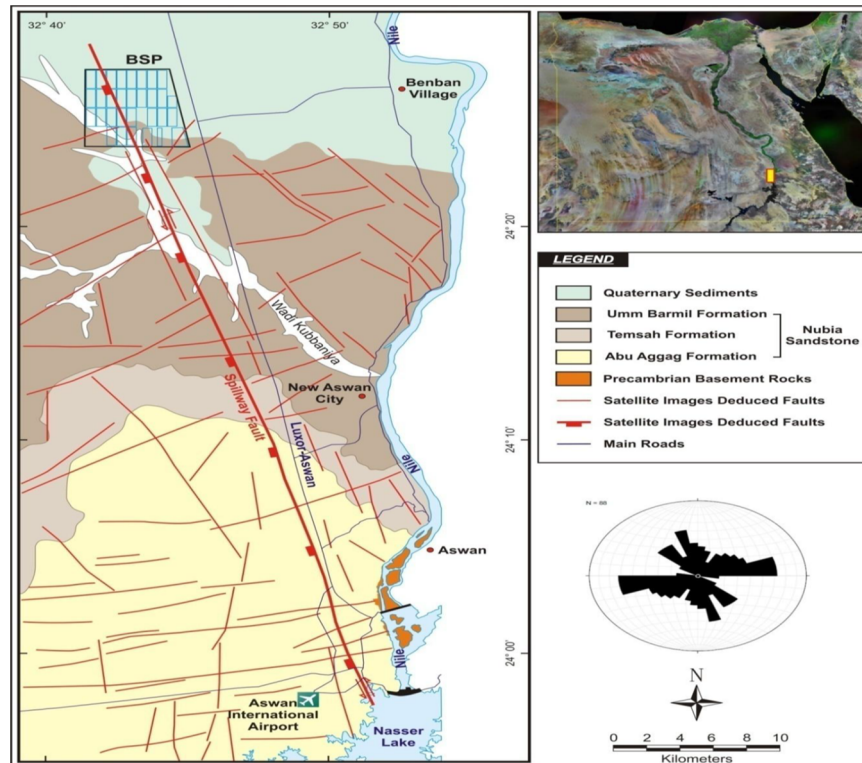 32° 40'
32° 50'
BSP
Nile
Benban
Village
24° 20'
Wadi Kubbaniya
New Aswan
City
Spillway Fault
Luxor-Aswan
24° 10'
Nile
Aswan
24° 00'
Nile
Aswan
International
Airport
Nasser
Lake
LEGEND
Quaternary Sediments
Umm Barmil Formation
Temsah Formation
Abu Aggag Formation
Nubia
Sandstone
Precambrian Basement Rocks
Satellite Images Deduced Faults
Satellite Images Deduced Faults
Main Roads
N = 88
N
0 2 4 6 8 10
Kilometers